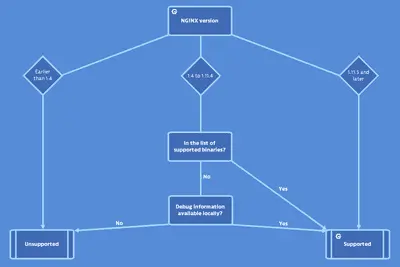 NGINX version
Earlier
than 1.4
1.4 to 1.11.4
1.11.5 and
later
In the list of
supported binaries?
No
Yes
Debug information
available locally?
No
Yes
Unsupported
Supported